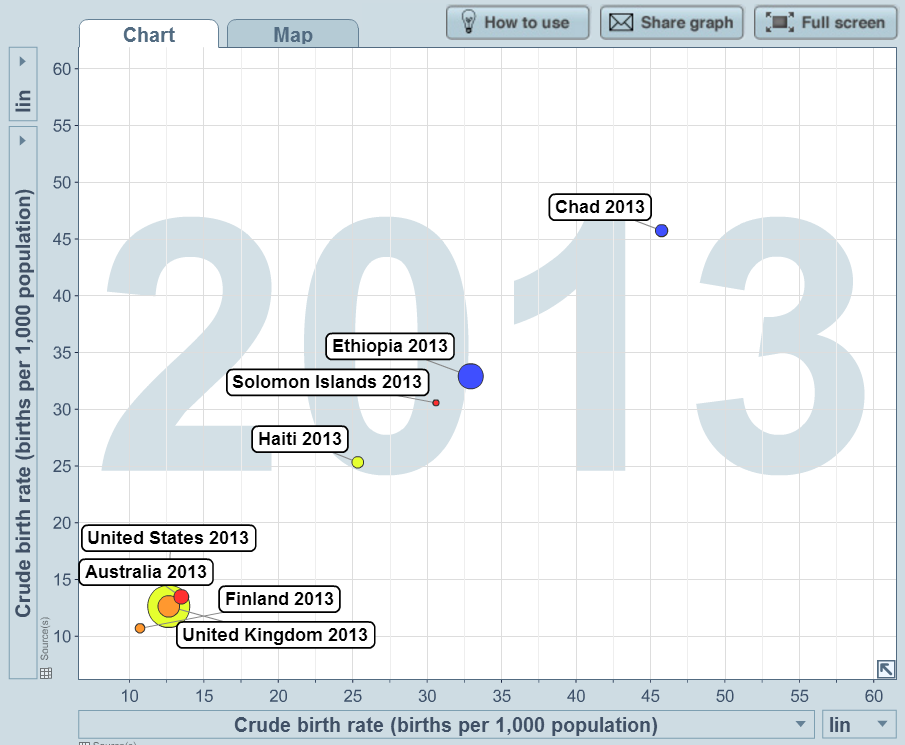 Chart
Map
How to use
Share graph
Full screen
lin
Crude birth rate (births per 1,000 population)
Source(s)
2013
60
55
50
45
40
35
30
25
20
15
10
Chad 2013
Ethiopia 2013
Solomon Islands 2013
Haiti 2013
United States 2013
Australia 2013
Finland 2013
United Kingdom 2013
10 15 20 25 30 35 40 45 50 55 60
Crude birth rate (births per 1,000 population)
lin
Source(s)